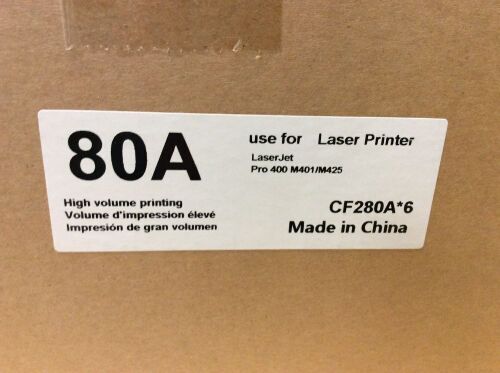 80A
use for Laser Printer
LaserJet
Pro 400 M401/M425
High volume printing
Volume d'impression élevé
Impresión de gran volumen
CF280A*6
Made in China